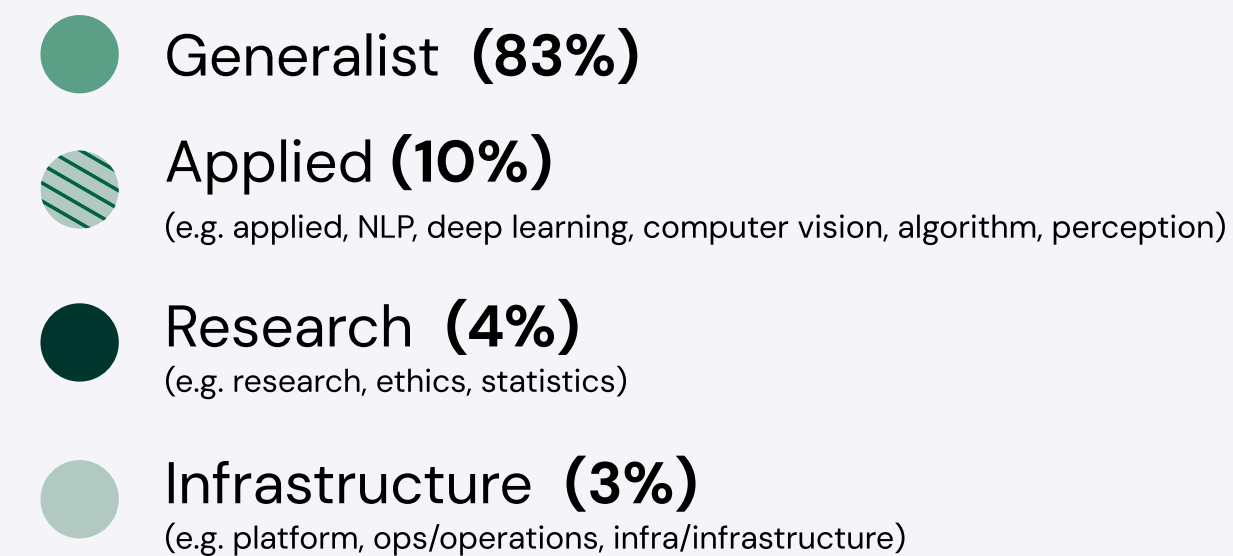 Generalist (83%)
Applied (10%)
(e.g. applied, NLP, deep learning, computer vision, algorithm, perception)
Research (4%)
(e.g. research, ethics, statistics)
Infrastructure (3%)
(e.g. platform, ops/operations, infra/infrastructure)